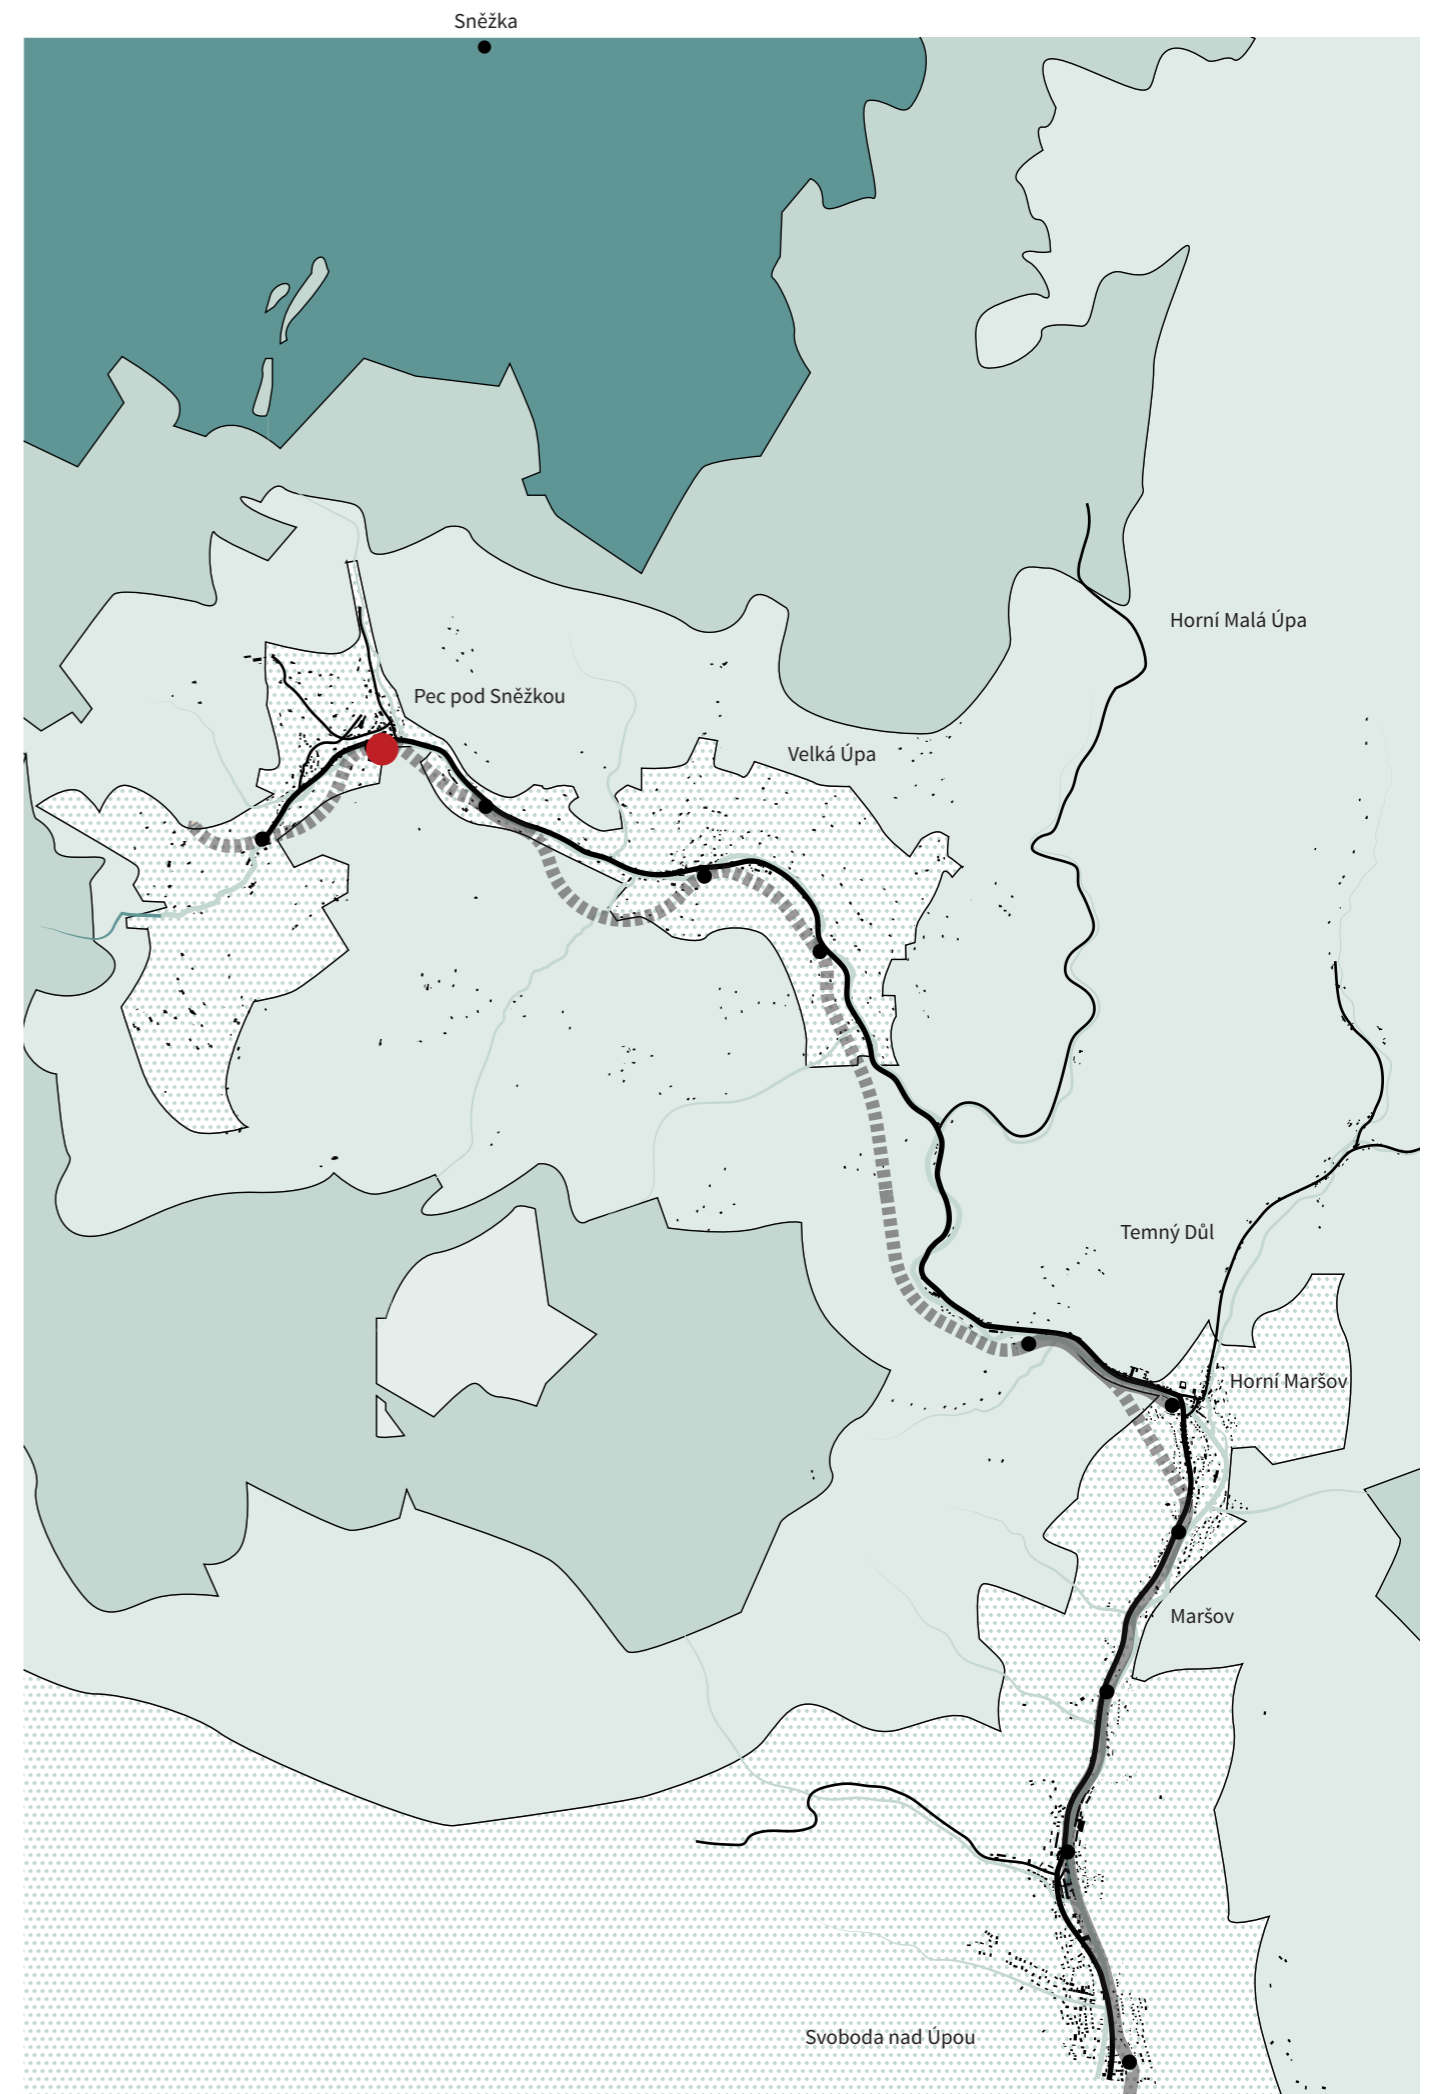 Sněžka
Horní Malá Úpa
Pec pod Sněžkou
Velká Úpa
Temný Důl
Horní Maršov
Maršov
Svoboda nad Úpou